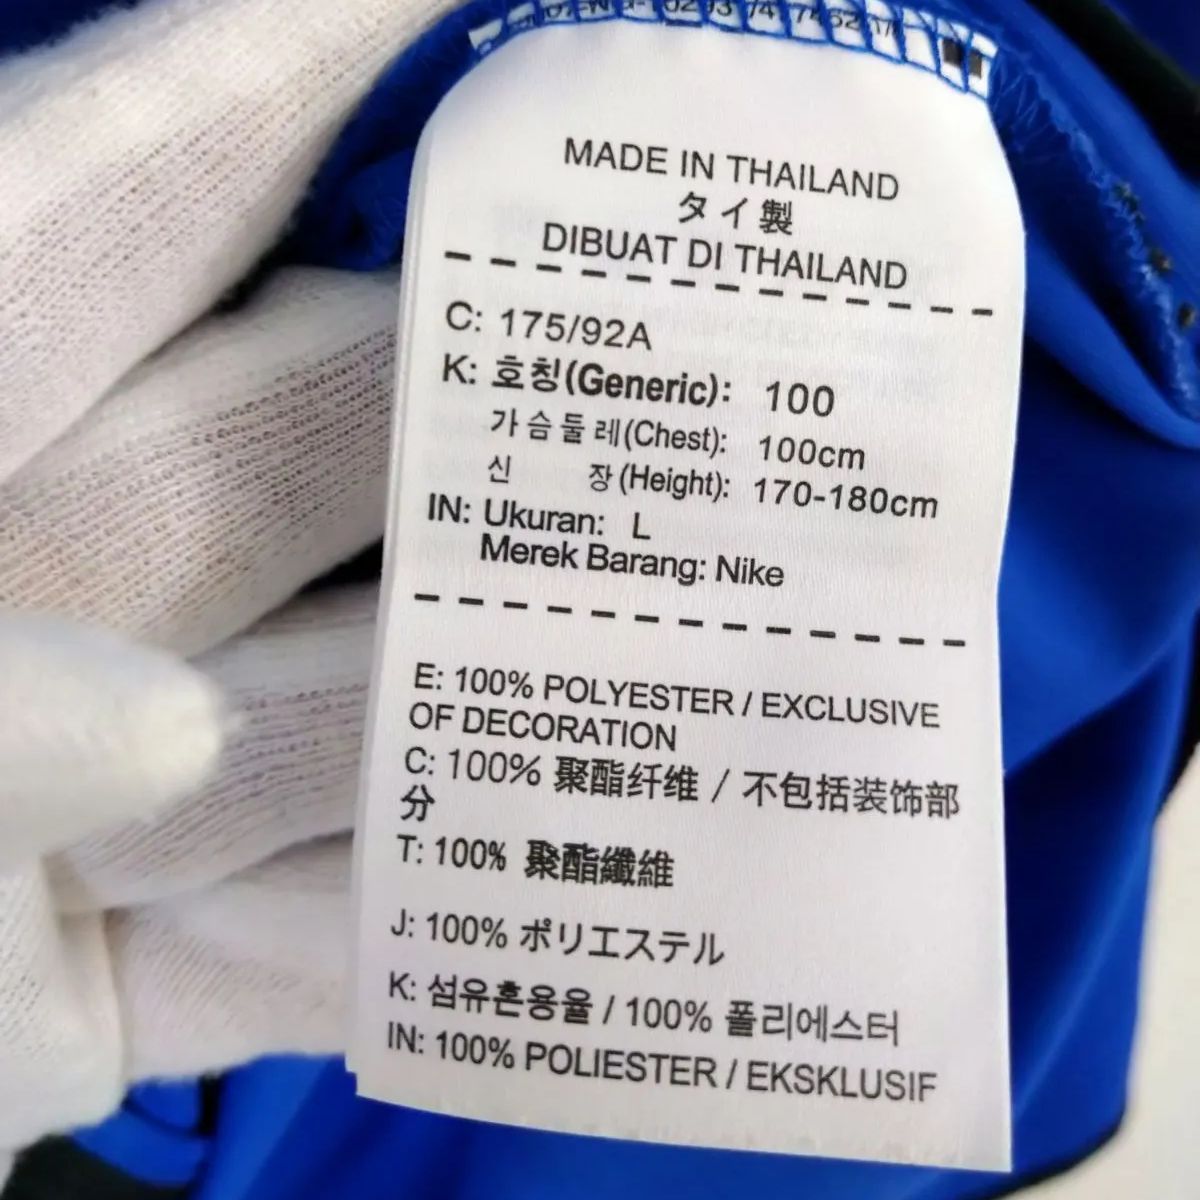 MADE IN THAILAND
タイ製
DIBUAT DI THAILAND
C: 175/92A
K: 호칭(Generic): 100
가슴둘레(Chest): 100cm
신 장(Height): 170-180cm
IN: Ukuran: L
Merek Barang: Nike
E: 100% POLYESTER / EXCLUSIVE
OF DECORATION
C: 100% 聚酯纤维 / 不包括装饰部
分
T: 100% 聚酯纖維
J: 100% ポリエステル
K: 섬유혼용율 / 100% 폴리에스터
IN: 100% POLIESTER / EKSKLUSIF